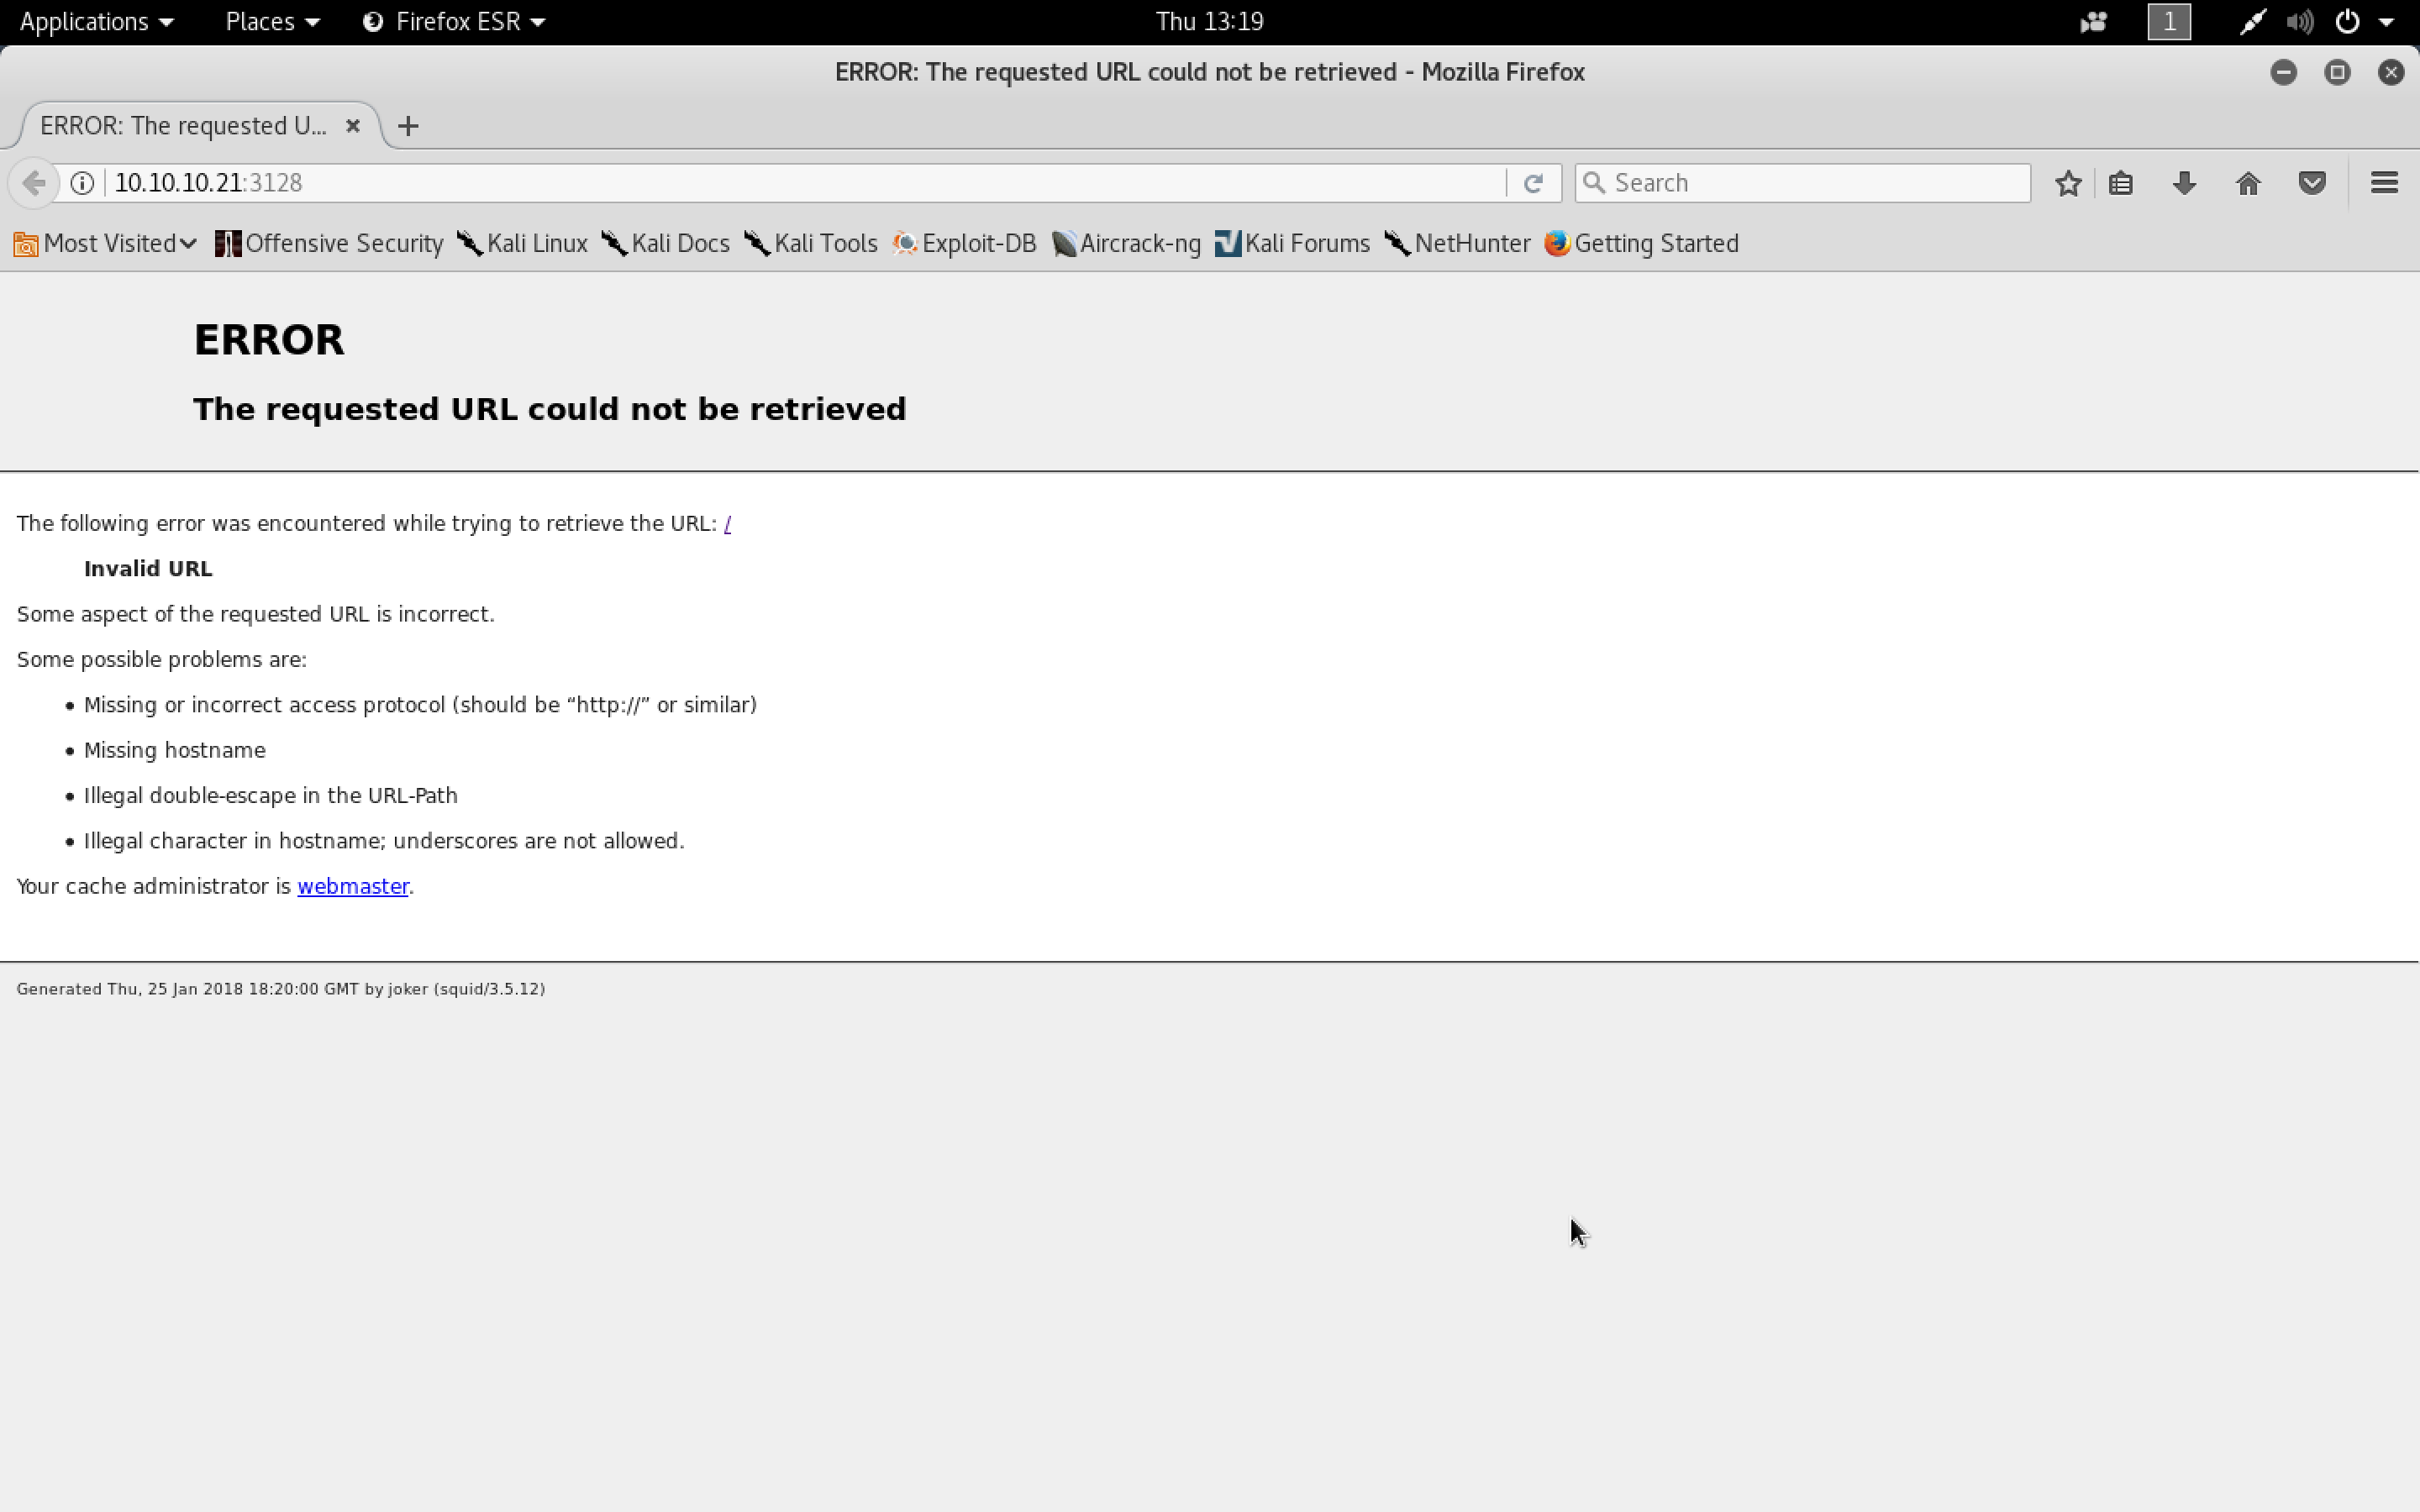 Applications Places Firefox ESR Thu 13:19 1
ERROR: The requested URL could not be retrieved - Mozilla Firefox
ERROR: The requested U...
10.10.10.21:3128 Search
Most Visited Offensive Security Kali Linux Kali Docs Kali Tools Exploit-DB Aircrack-ng Kali Forums NetHunter Getting Started
ERROR
The requested URL could not be retrieved
The following error was encountered while trying to retrieve the URL: /
Invalid URL
Some aspect of the requested URL is incorrect.
Some possible problems are:
• Missing or incorrect access protocol (should be “http://” or similar)
• Missing hostname
• Illegal double-escape in the URL-Path
• Illegal character in hostname; underscores are not allowed.
Your cache administrator is webmaster.
Generated Thu, 25 Jan 2018 18:20:00 GMT by joker (squid/3.5.12)